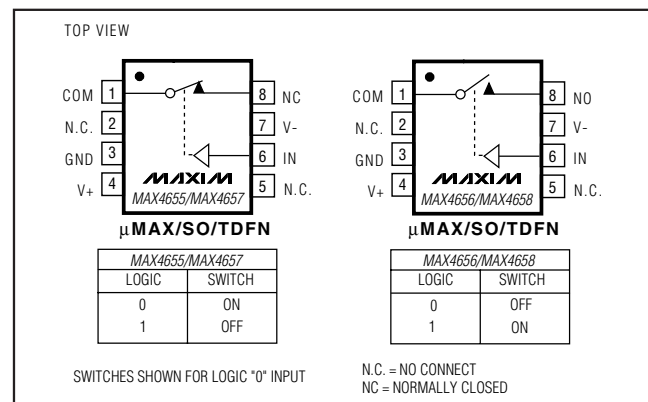 TOP VIEW
COM 1 8 NC
N.C. 2 7 V-
GND 3 6 IN
V+ 4 5 N.C.
MAXIM
MAX4655/MAX4657
µMAX/SO/TDFN
MAX4655/MAX4657
LOGIC SWITCH
0 ON
1 OFF
SWITCHES SHOWN FOR LOGIC "0" INPUT
COM 1 8 NO
N.C. 2 7 V-
GND 3 6 IN
V+ 4 5 N.C.
MAXIM
MAX4656/MAX4658
µMAX/SO/TDFN
MAX4656/MAX4658
LOGIC SWITCH
0 OFF
1 ON
N.C. = NO CONNECT
NC = NORMALLY CLOSED